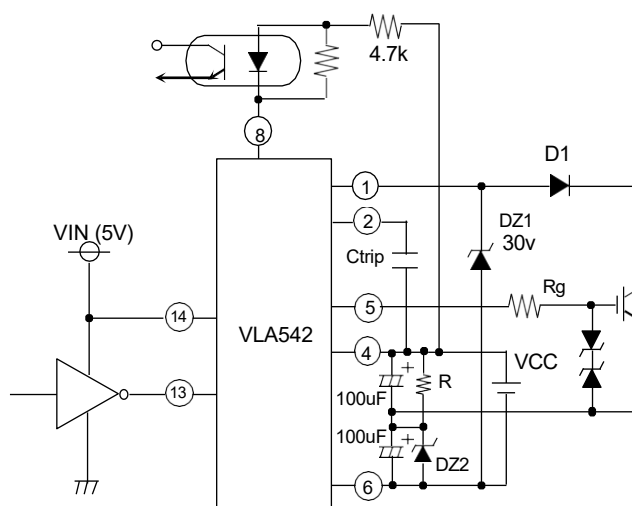 4.7k
8
D1
1
2
DZ1
30v
VIN (5V)
Ctrip
Rg
5
14
VLA542
4
VCC
+
R
13
100uF
100uF
+
DZ2
6